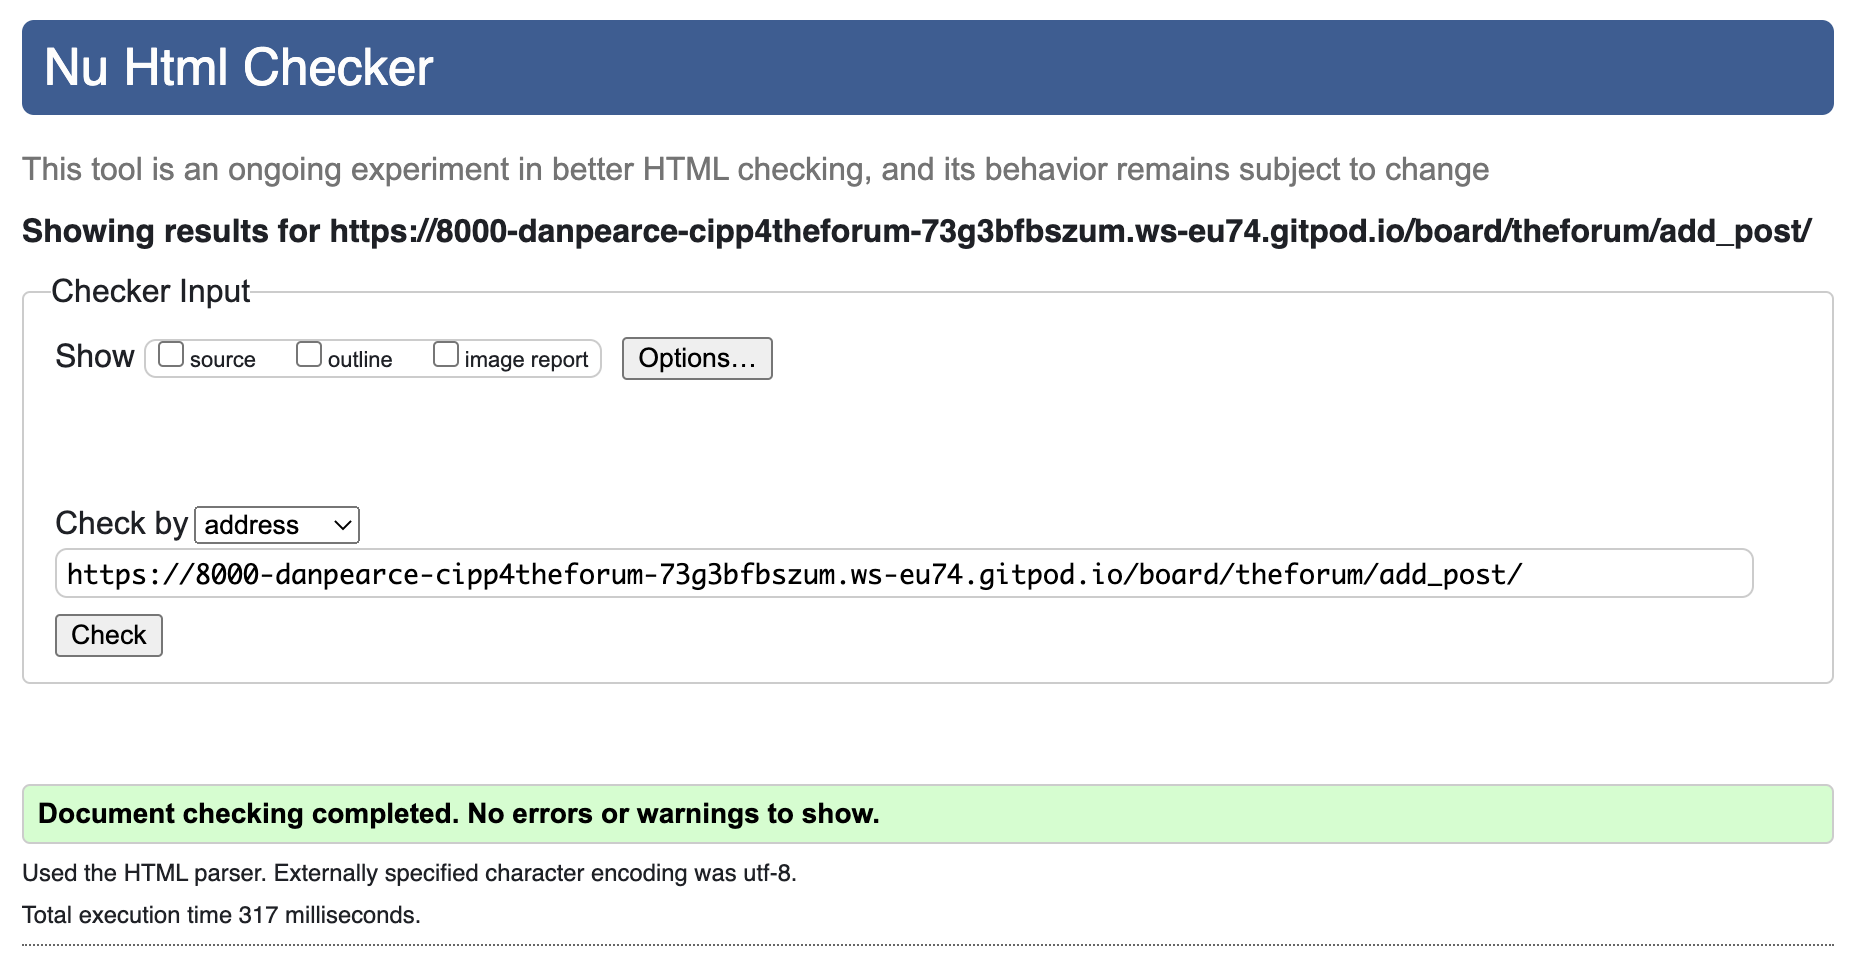 Nu Html Checker
This tool is an ongoing experiment in better HTML checking, and its behavior remains subject to change
Showing results for https://8000-danpearce-cipp4theforum-73g3bfbszum.ws-eu74.gitpod.io/board/theforum/add_post/
Checker Input
Show source outline image report Options...
Check by address
https://8000-danpearce-cipp4theforum-73g3bfbszum.ws-eu74.gitpod.io/board/theforum/add_post/
Check
Document checking completed. No errors or warnings to show.
Used the HTML parser. Externally specified character encoding was utf-8.
Total execution time 317 milliseconds.